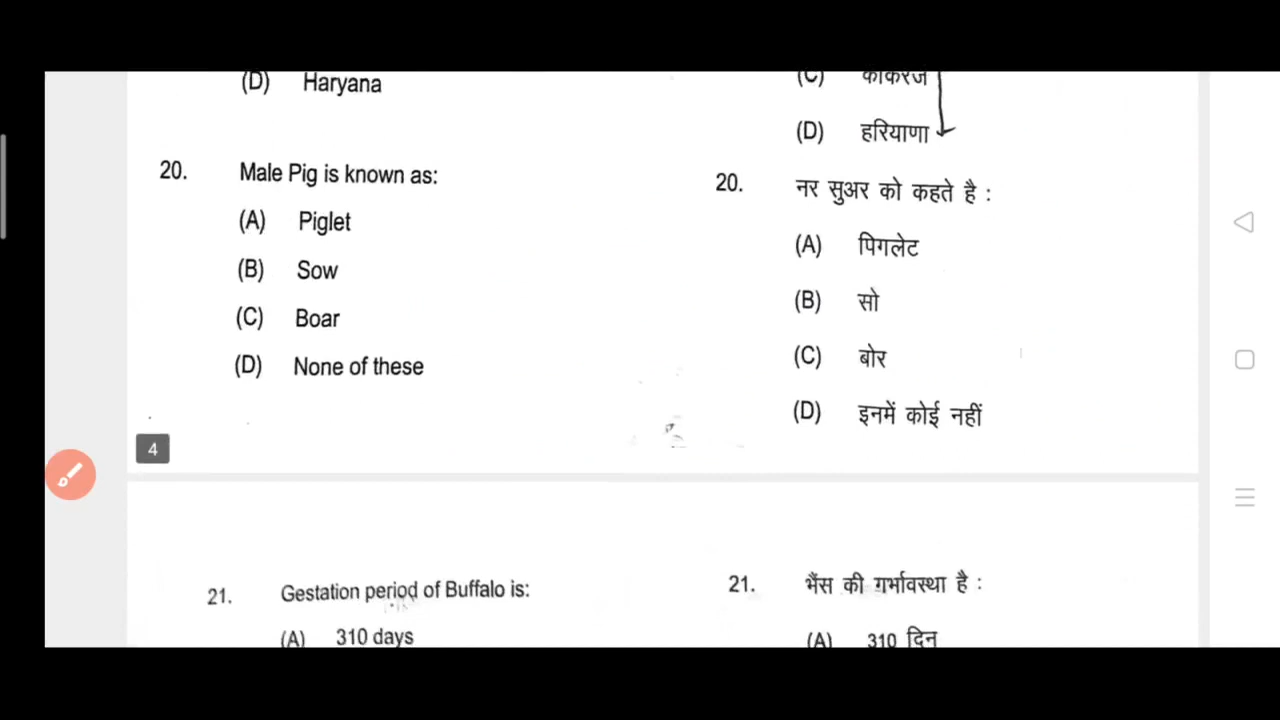 (D) Haryana
20. Male Pig is known as:
(A) Piglet
(B) Sow
(C) Boar
(D) None of these
4
(C) कांकरेज
(D) हरियाणा
20. नर सुअर को कहते है :
(A) पिगलेट
(B) सो
(C) बोर
(D) इनमें कोई नहीं
21. Gestation period of Buffalo is:
(A) 310 days
21. भैंस की गर्भावस्था है :
(A) 310 दिन